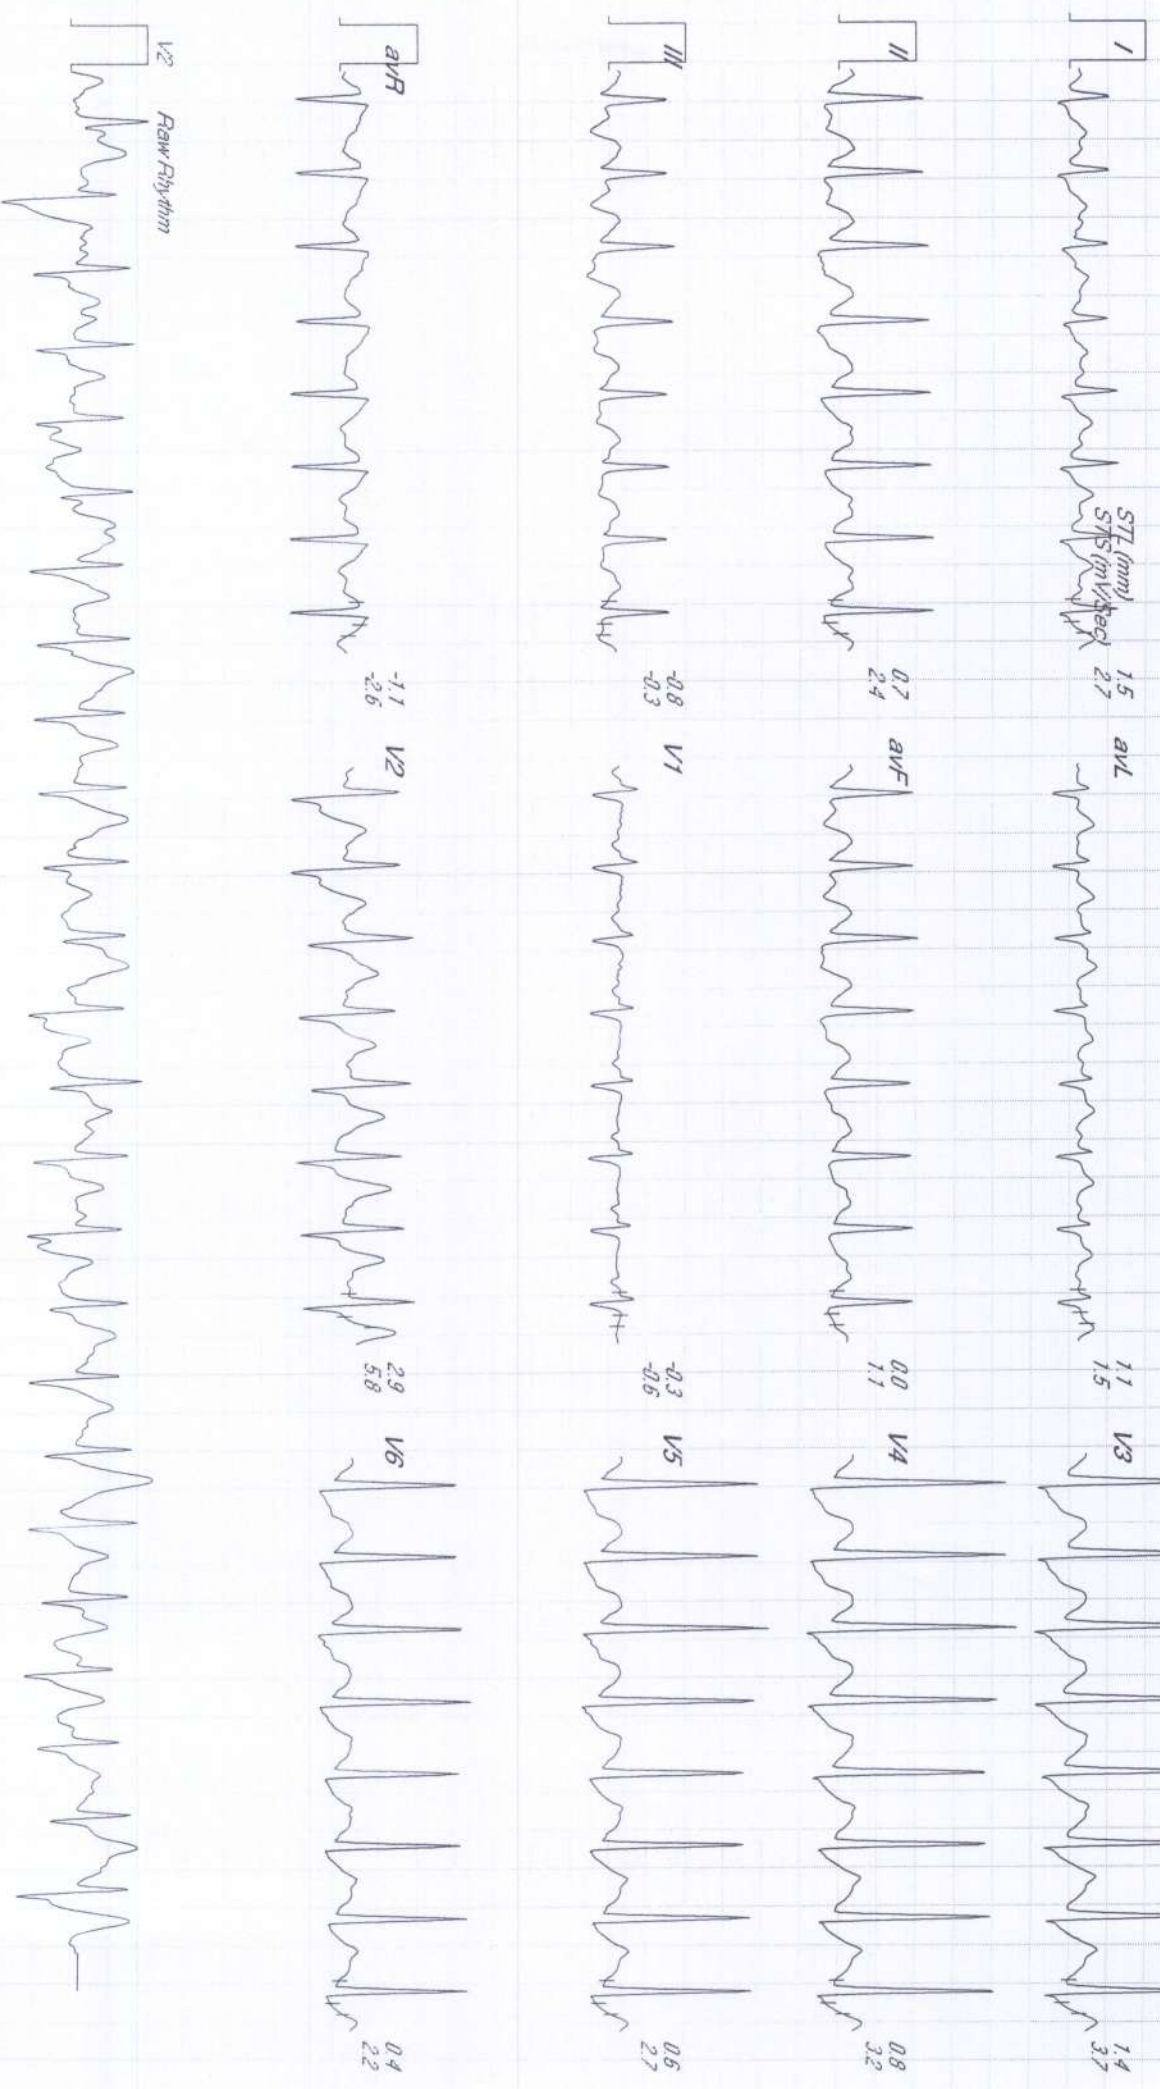 I
STL (mm) 1.5
STS (mV/Sec) 2.7
avL
1.1
1.5
V3
1.4
3.7
II
0.7
2.4
avF
0.0
1.1
V4
0.8
3.2
III
-0.8
-0.3
V1
-0.3
-0.6
V5
0.6
2.7
avR
-1.1
-2.6
V2
2.9
5.8
V6
0.4
2.2
V2 Raw Rhythm